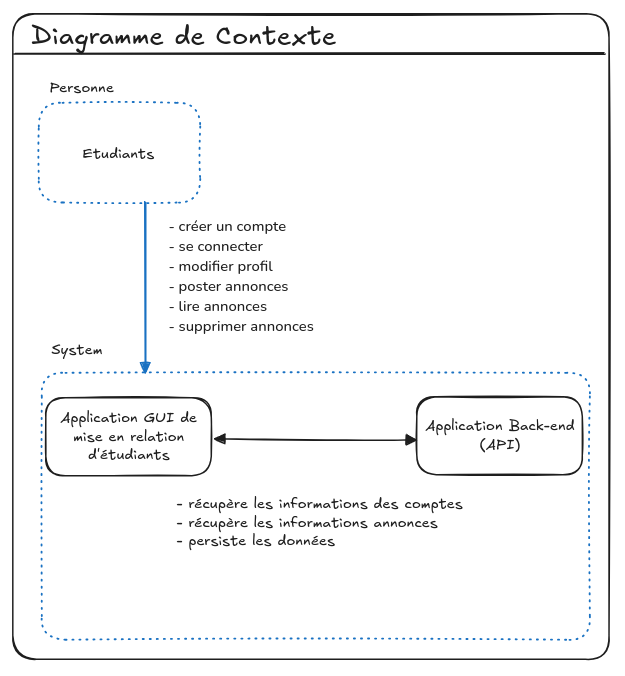 Diagramme de Contexte
Personne
Etudiants
- créer un compte
- se connecter
- modifier profil
- poster annonces
- lire annonces
- supprimer annonces
System
Application GUI de
mise en relation
d'étudiants
Application Back-end
(API)
- récupère les informations des comptes
- récupère les informations annonces
- persiste les données